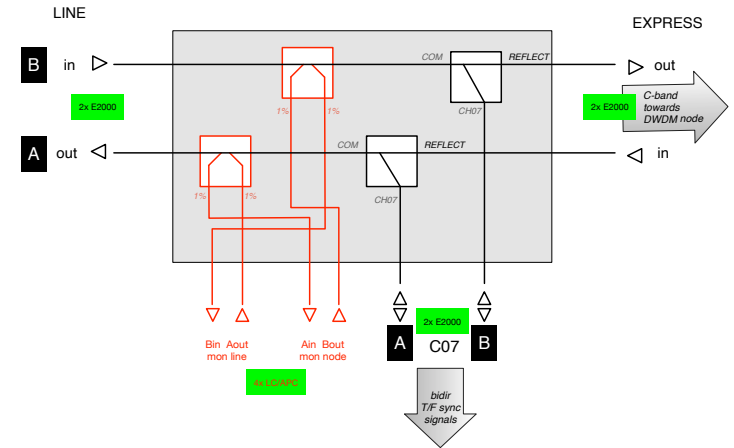 LINE
EXPRESS
B in
COM REFLECT
out
2x E2000
1% 1%
CH07
2x E2000
C-band
towards
DWDM node
A out
COM REFLECT
in
1% 1%
CH07
2x E2000
Bin Aout
mon line
Ain Bout
mon node
A C07 B
4x LC/APC
bidir
T/F sync
signals